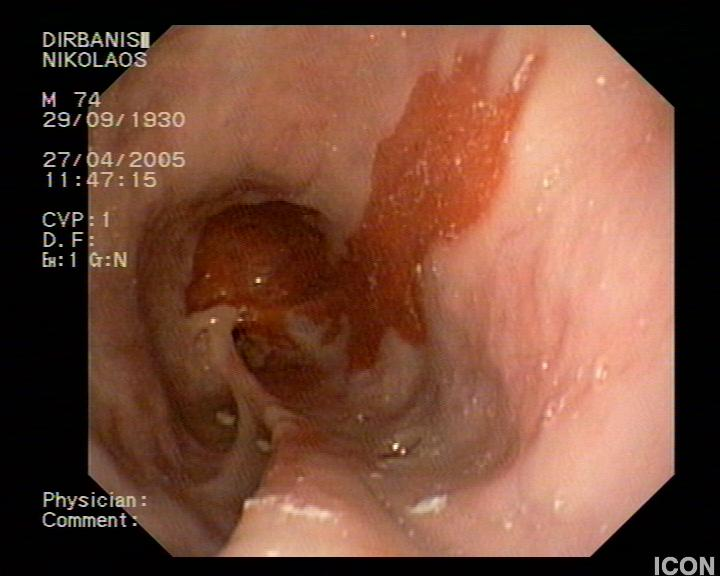 DIRBANIS
NIKOLAOS
M 74
29/09/1930
27/04/2005
11:47:15
CVP:1
D.F:
EH:1 G:N
Physician:
Comment:
ICON